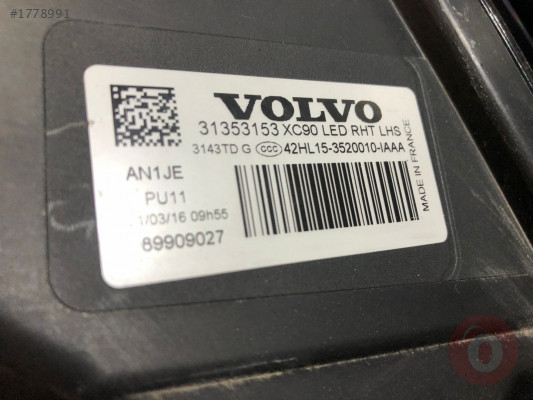 #1778991
VOLVO
31353153 XC90 LED RHT LHS
3143TD G CCC 42HL15-3520010-IAAA
AN1JE
PU11
1/03/16 09h55
89909027
MADE IN FRANCE